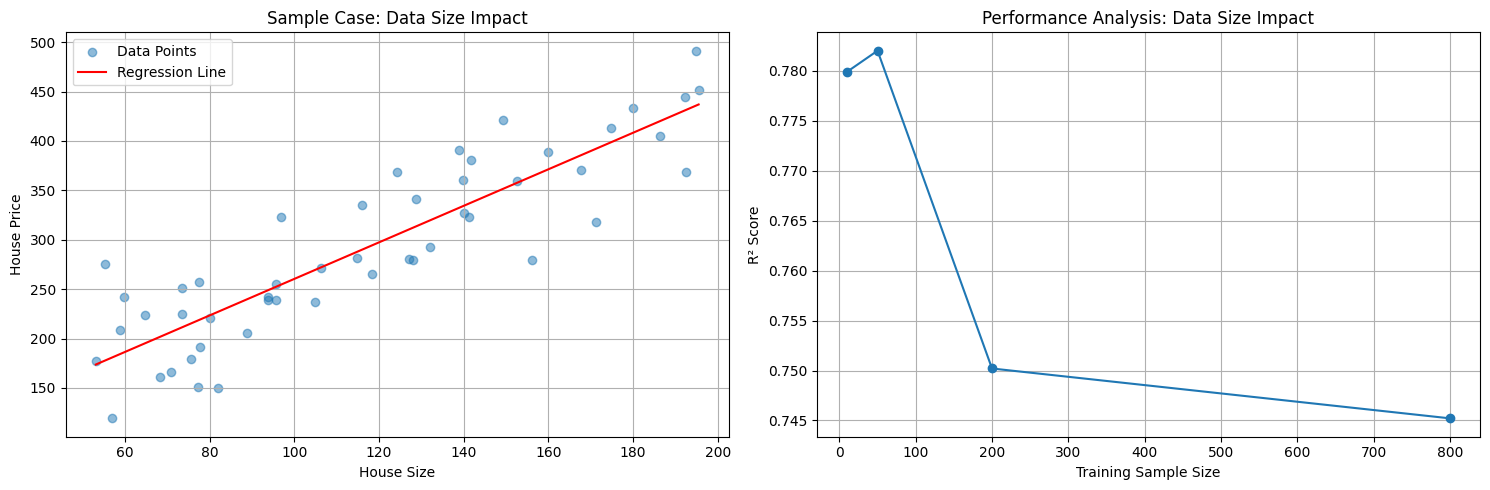 Sample Case: Data Size Impact
Data Points
Regression Line
500
450
400
350
300
250
200
150
House Price
60 80 100 120 140 160 180 200
House Size
Performance Analysis: Data Size Impact
0.780
0.775
0.770
0.765
0.760
0.755
0.750
0.745
R² Score
0 100 200 300 400 500 600 700 800
Training Sample Size